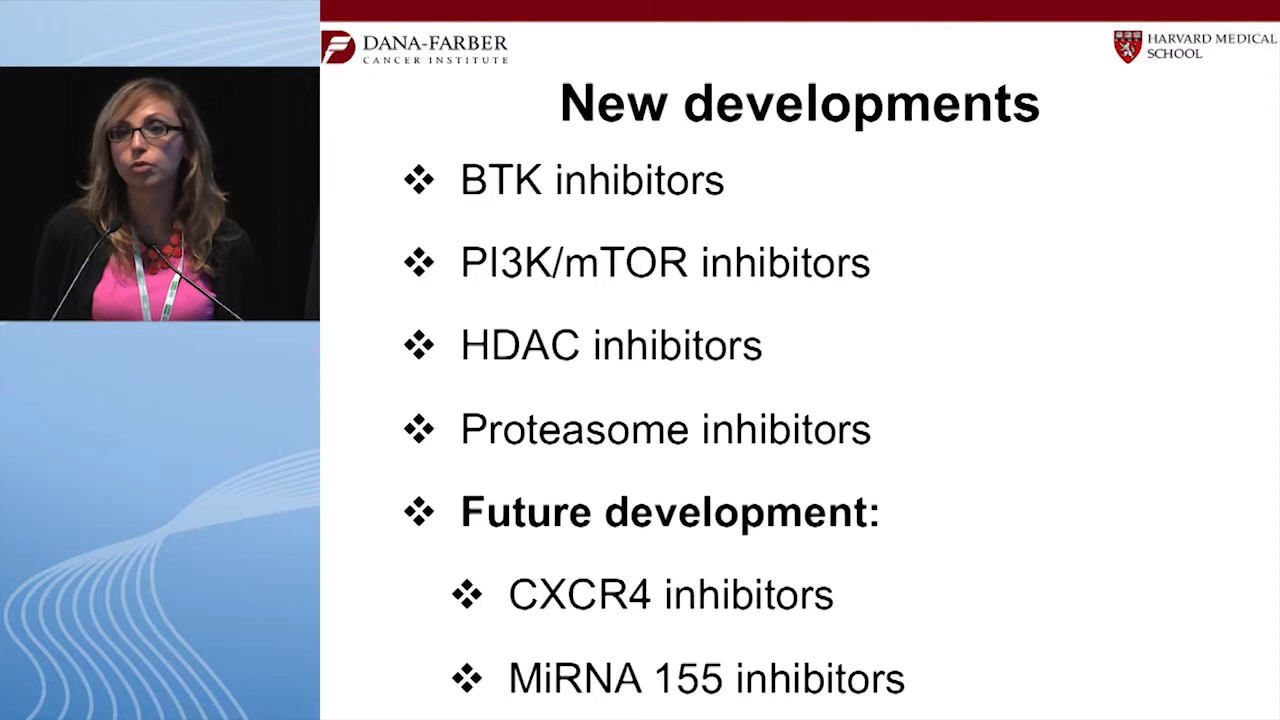 DANA-FARBER
CANCER INSTITUTE
HARVARD MEDICAL
SCHOOL
New developments
BTK inhibitors
PI3K/mTOR inhibitors
HDAC inhibitors
Proteasome inhibitors
Future development:
CXCR4 inhibitors
MiRNA 155 inhibitors